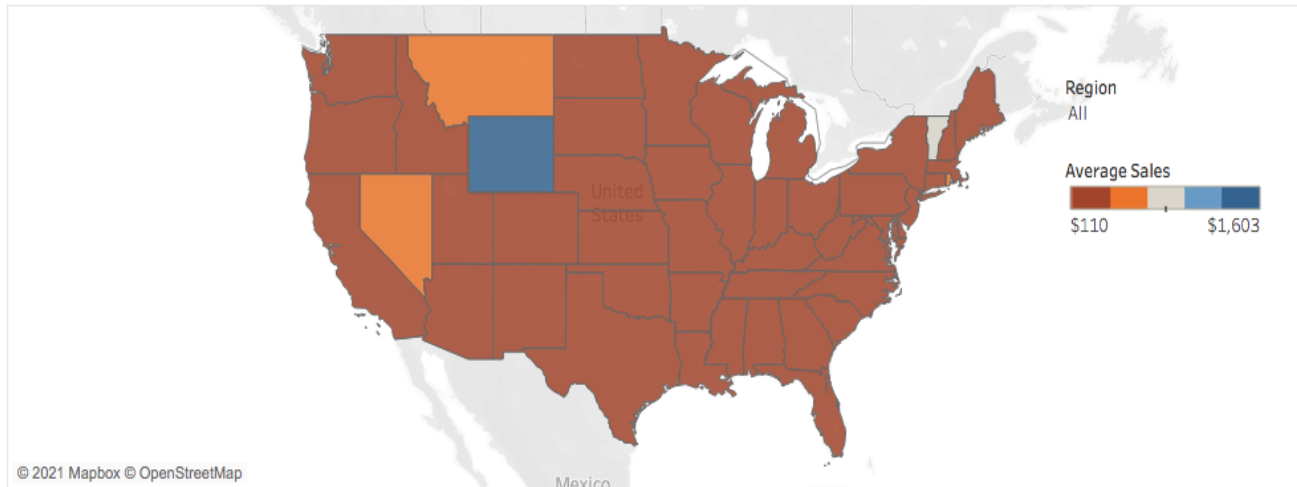 Region
All
Average Sales
$110 $1,603
United
States
Mexico
© 2021 Mapbox © OpenStreetMap